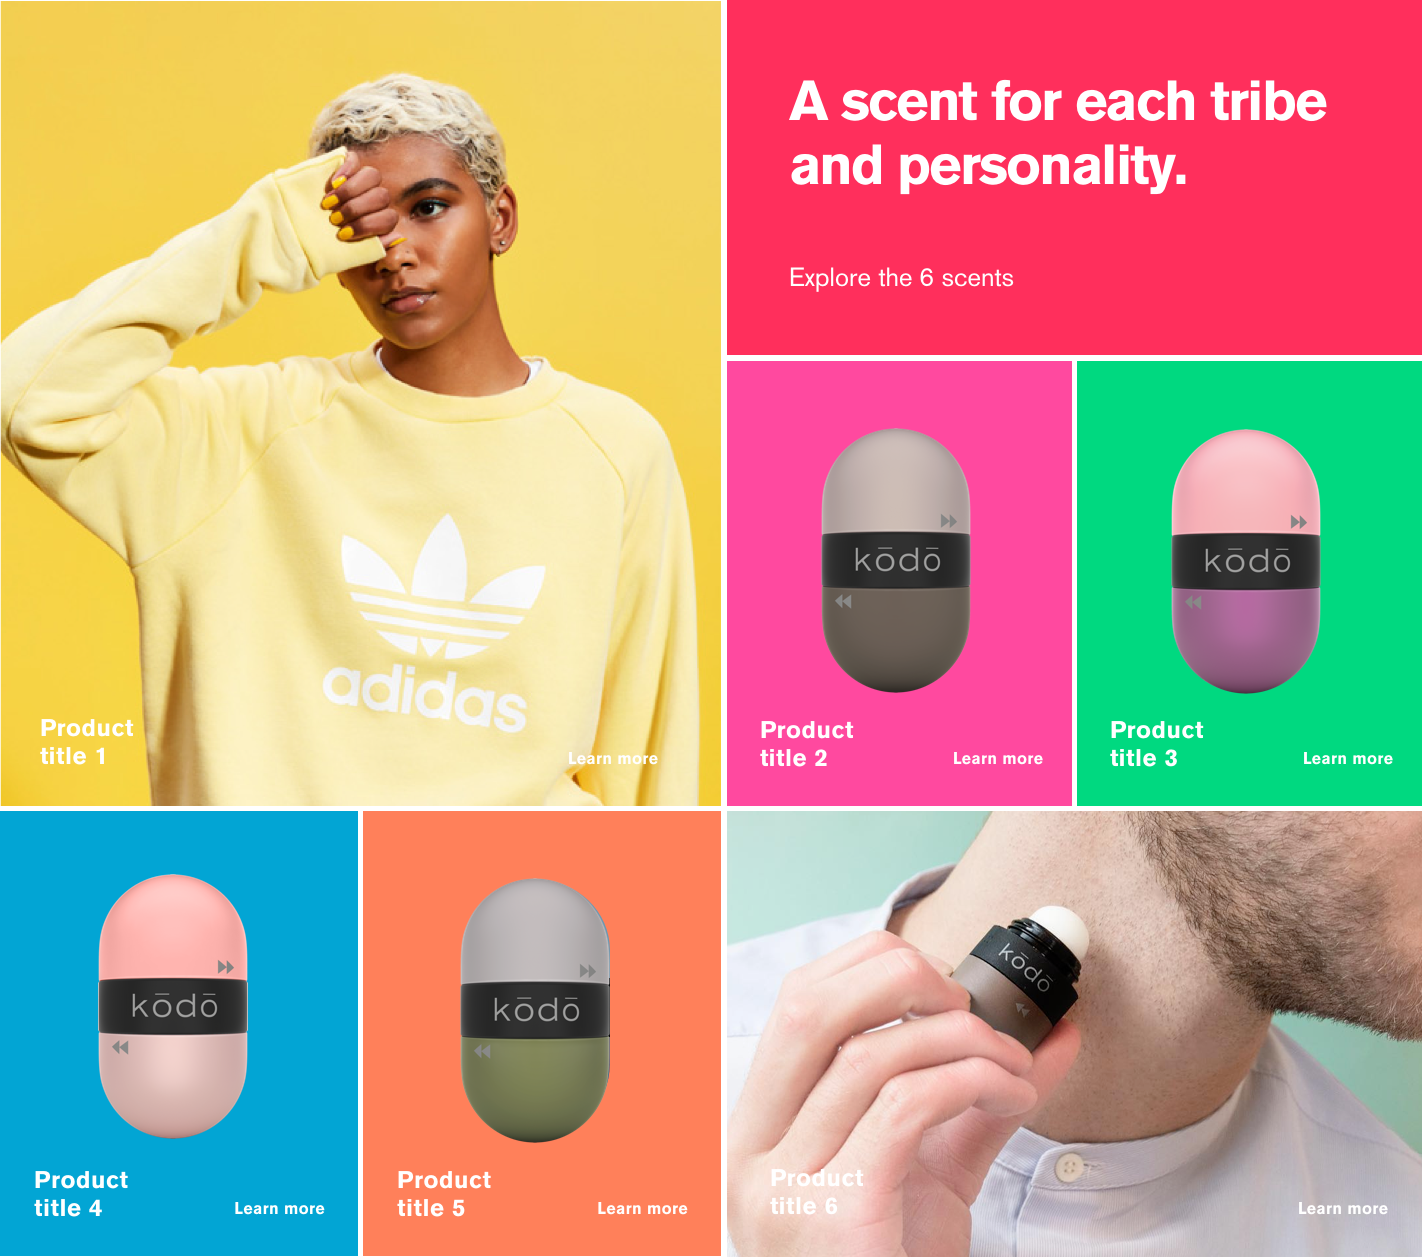 A scent for each tribe
and personality.
Explore the 6 scents
adidas
Product
title 1
Learn more
kōdō
Product
title 2
Learn more
kōdō
Product
title 3
Learn more
kōdō
Product
title 4
Learn more
kōdō
Product
title 5
Learn more
kōdō
Product
title 6
Learn more